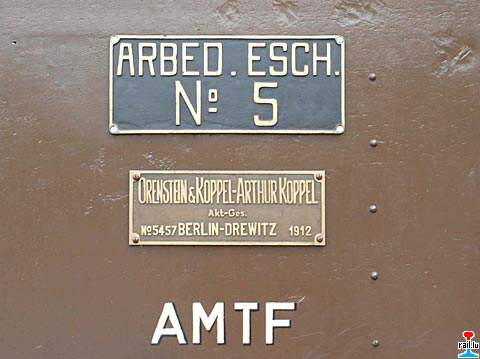 ARBED. ESCH.
Nº 5
ORENSTEIN & KOPPEL-ARTHUR KOPPEL
Akt-Ges.
Nº5457 BERLIN-DREWITZ 1912
AMTF
rail.lu